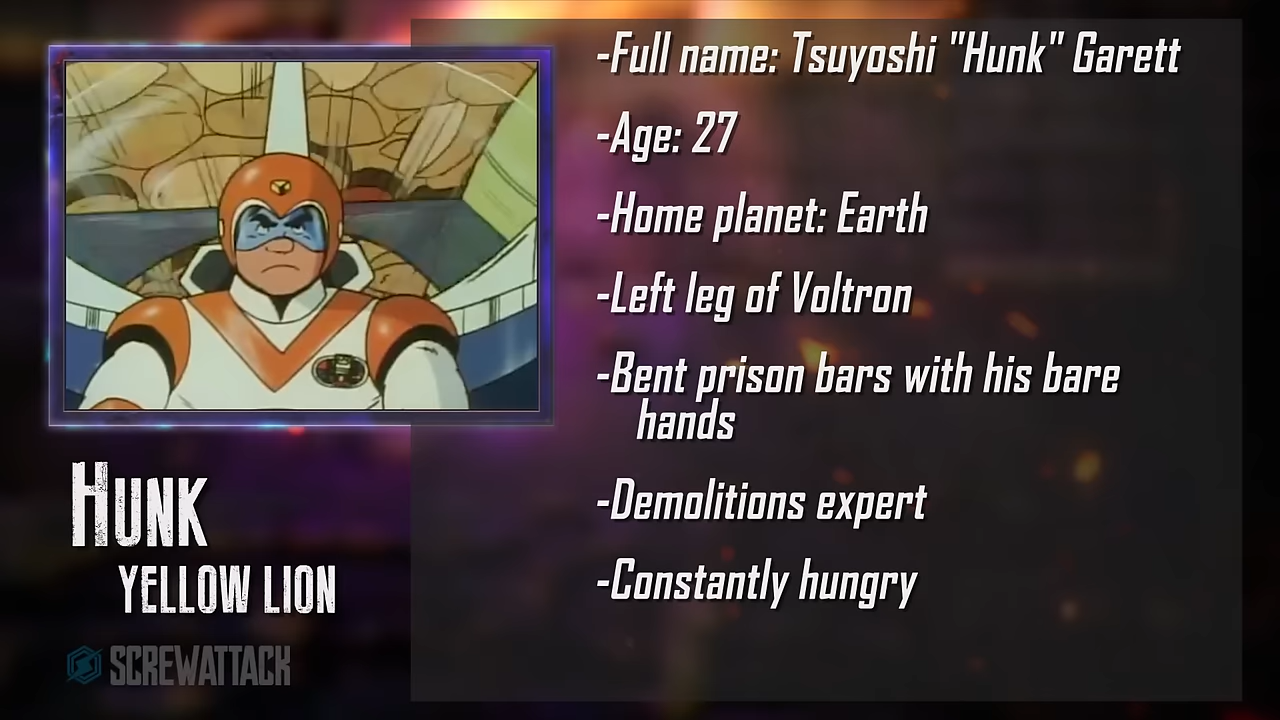 -Full name: Tsuyoshi "Hunk" Garett
-Age: 27
-Home planet: Earth
-Left leg of Voltron
-Bent prison bars with his bare
hands
-Demolitions expert
-Constantly hungry
HUNK
YELLOW LION
SCREWATTACK